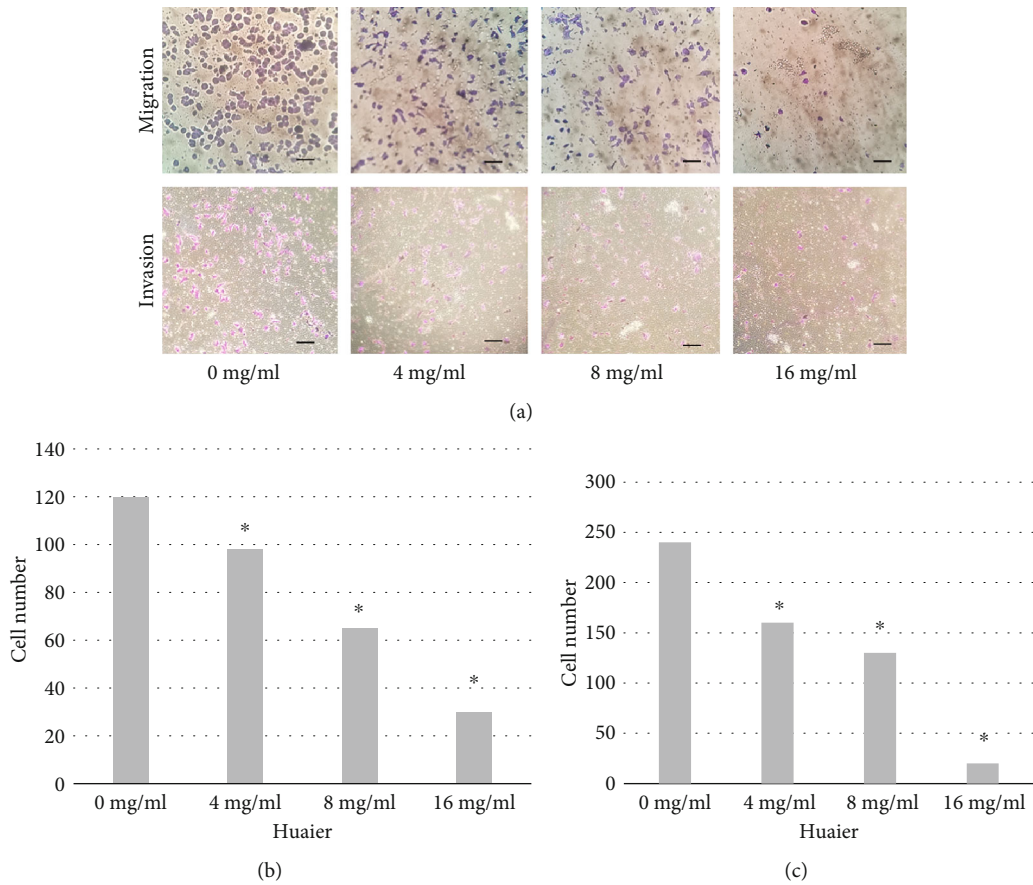 Migration
Invasion
0 mg/ml 4 mg/ml 8 mg/ml 16 mg/ml
(a)
140
120
100
80
60
40
20
0
Cell number
* * *
0 mg/ml 4 mg/ml 8 mg/ml 16 mg/ml
Huaier
(b)
300
250
200
150
100
50
0
Cell number
* * *
0 mg/ml 4 mg/ml 8 mg/ml 16 mg/ml
Huaier
(c)